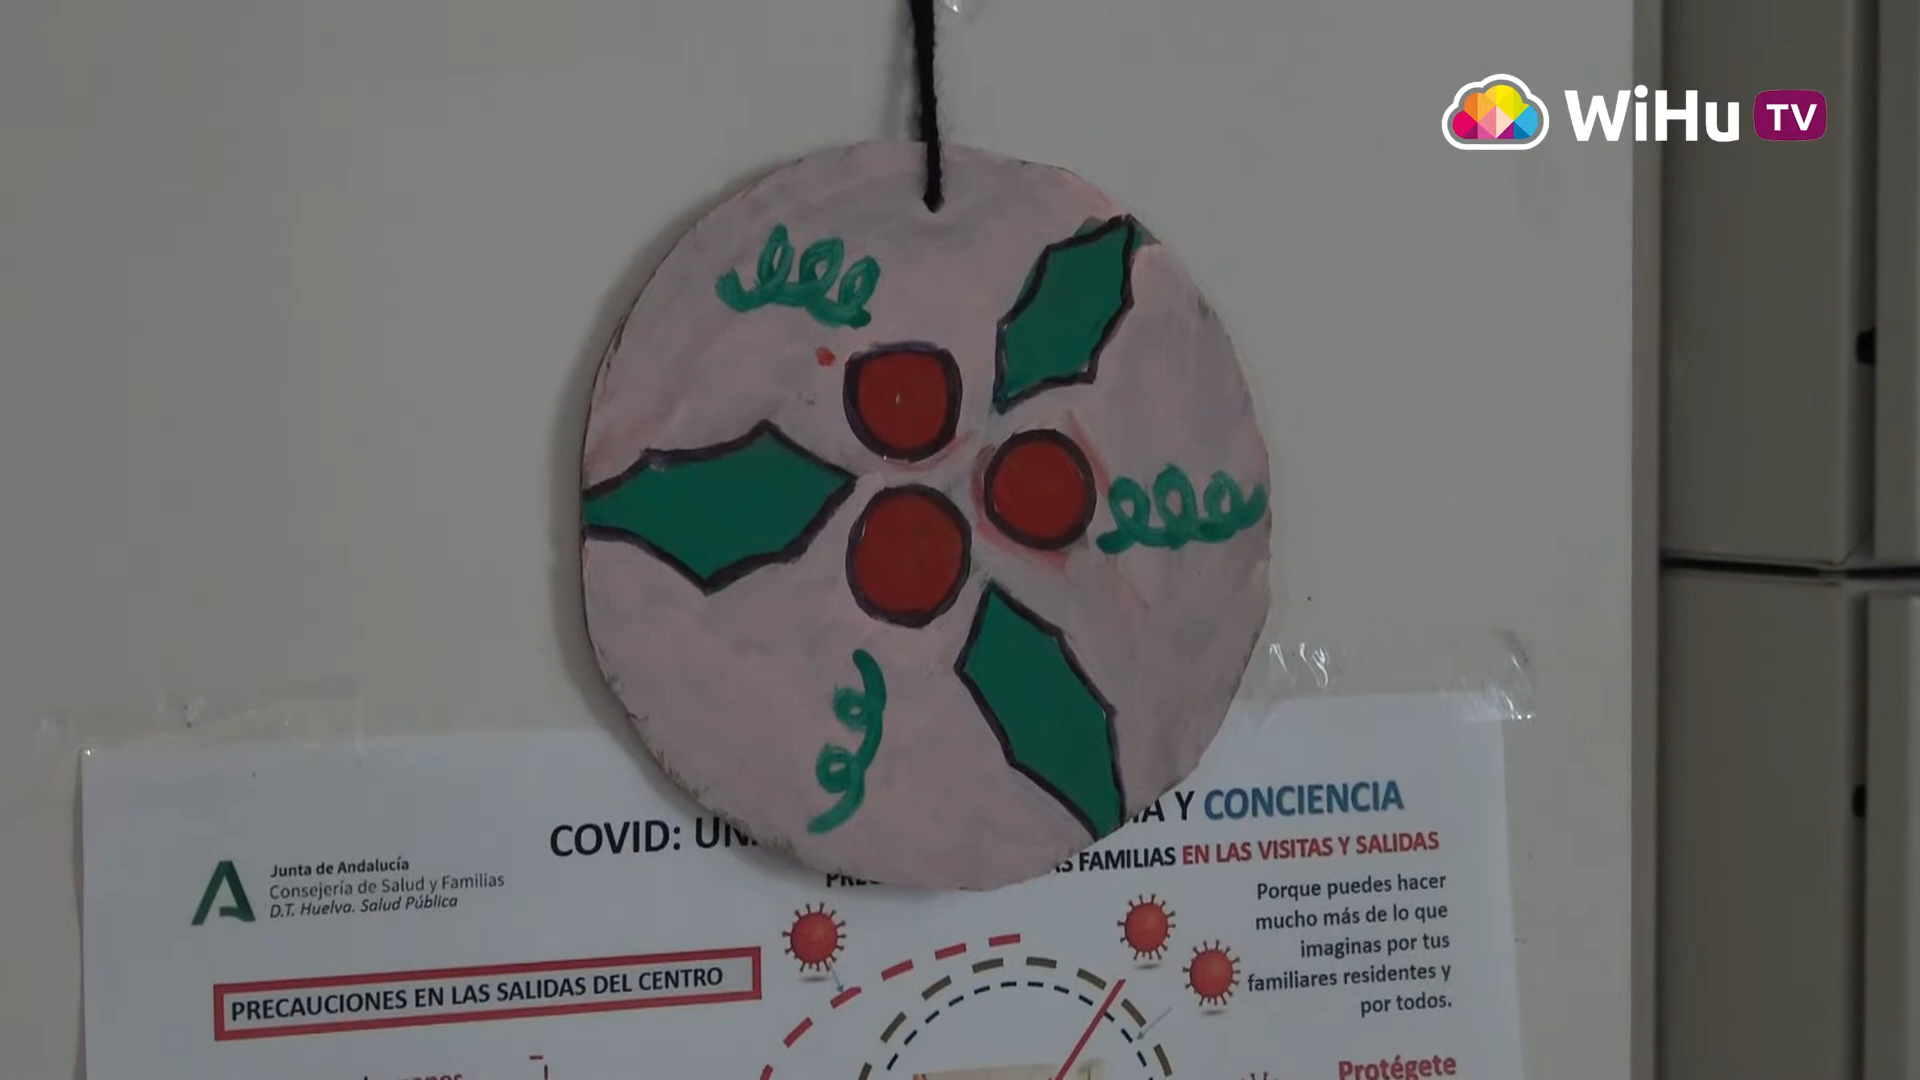 WiHu TV
COVID: UN
A Y CONCIENCIA
FAMILIAS EN LAS VISITAS Y SALIDAS
Junta de Andalucía
Consejería de Salud y Familias
D.T. Huelva. Salud Pública
Porque puedes hacer
mucho más de lo que
imaginas por tus
familiares residentes y
por todos.
PRECAUCIONES EN LAS SALIDAS DEL CENTRO
Protégete